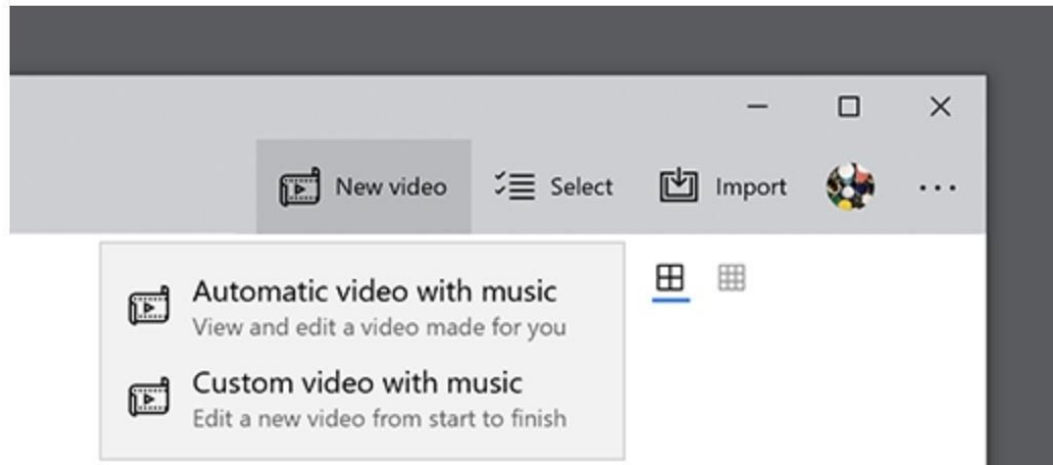 New video
Select
Import
Automatic video with music
View and edit a video made for you
Custom video with music
Edit a new video from start to finish